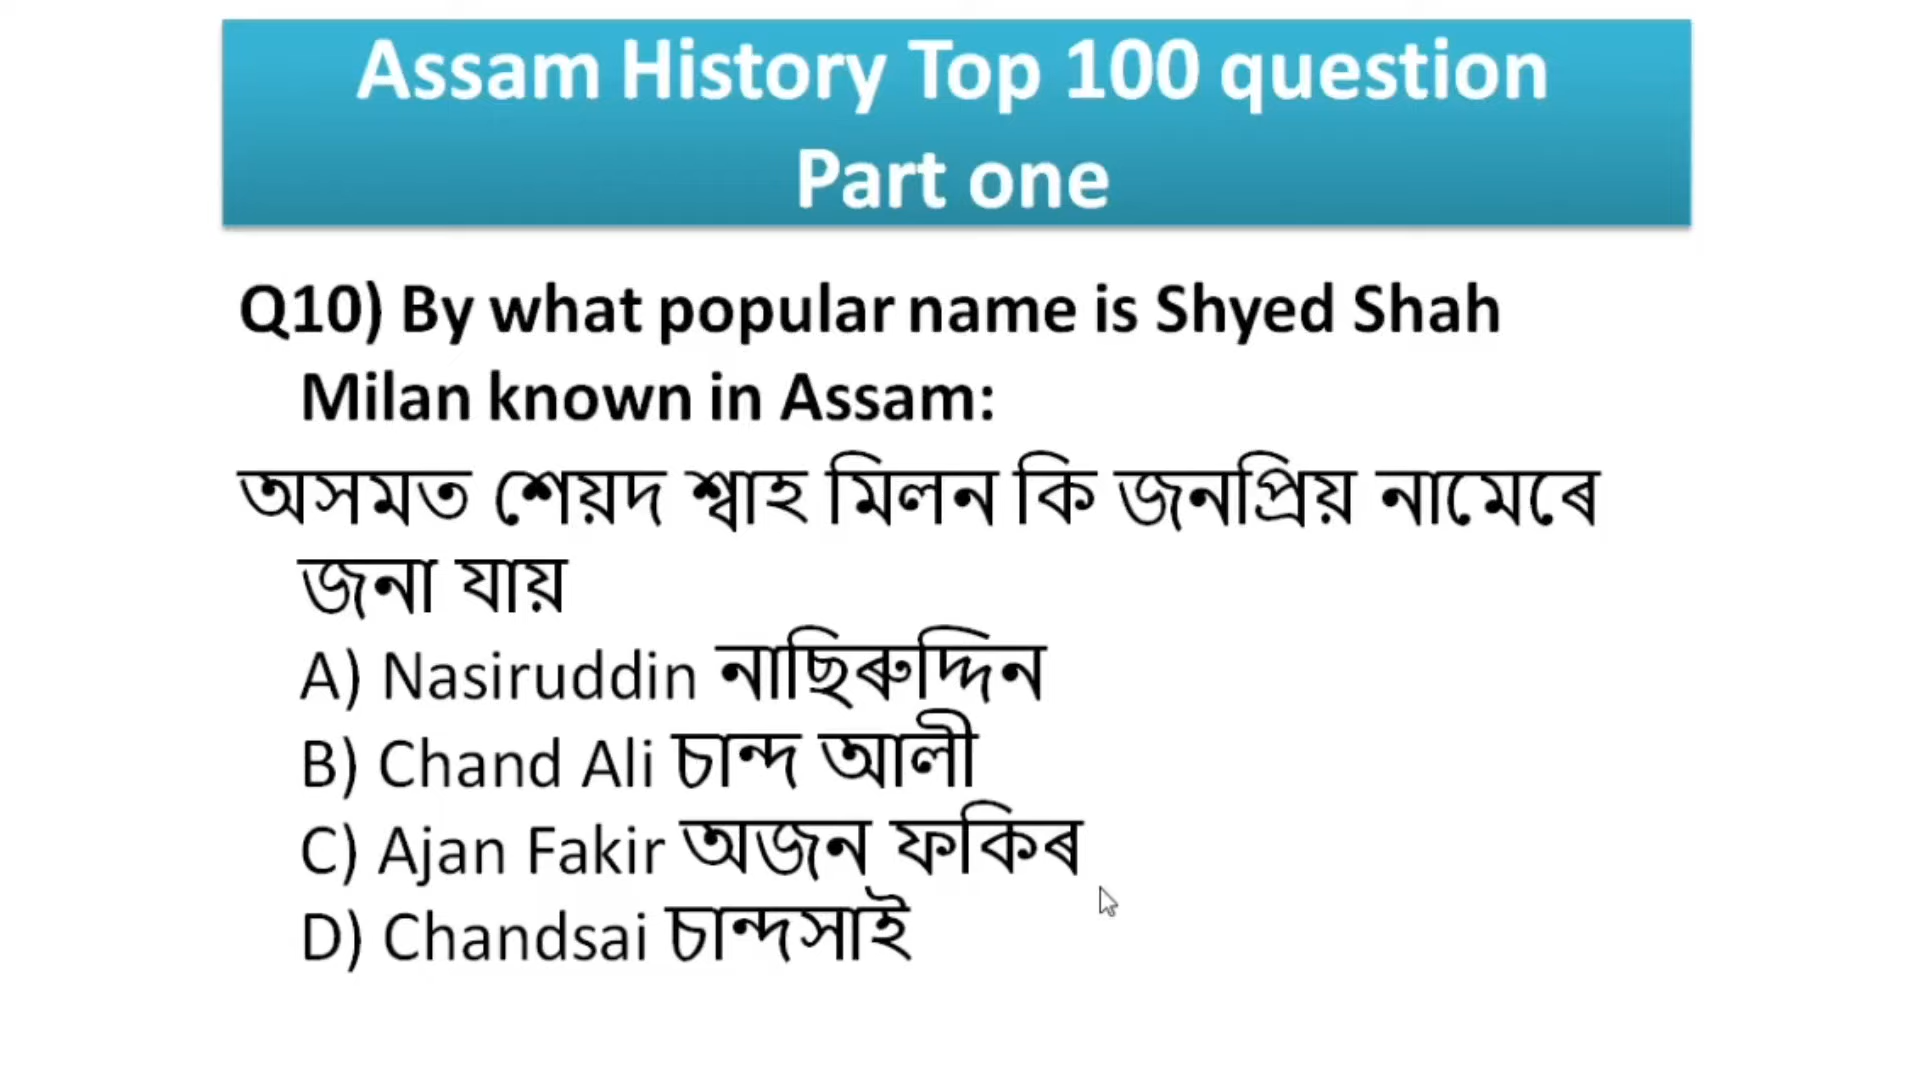 Assam History Top 100 question
Part one
Q10) By what popular name is Shyed Shah
Milan known in Assam:
অসমত শেয়দ শ্বাহ মিলন কি জনপ্ৰিয় নামেৰে
জনা যায়
A) Nasiruddin নাছিৰুদ্দিন
B) Chand Ali চান্দ আলী
C) Ajan Fakir অজন ফকিৰ
D) Chandsai চান্দসাই